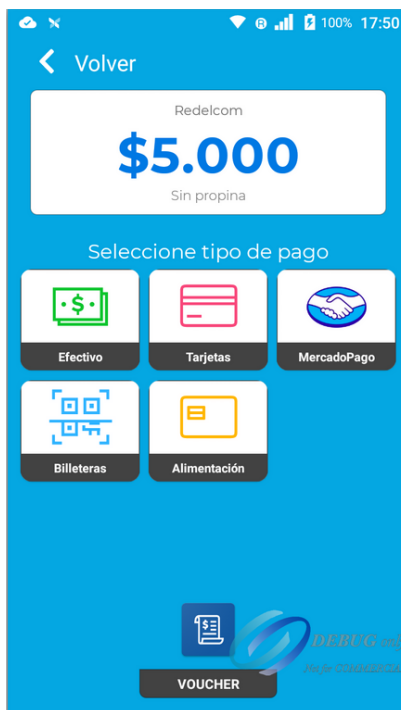 100% 17:50
Volver
Redelcom
$5.000
Sin propina
Seleccione tipo de pago
Efectivo
Tarjetas
MercadoPago
Billeteras
Alimentación
DEBUG
VOUCHER